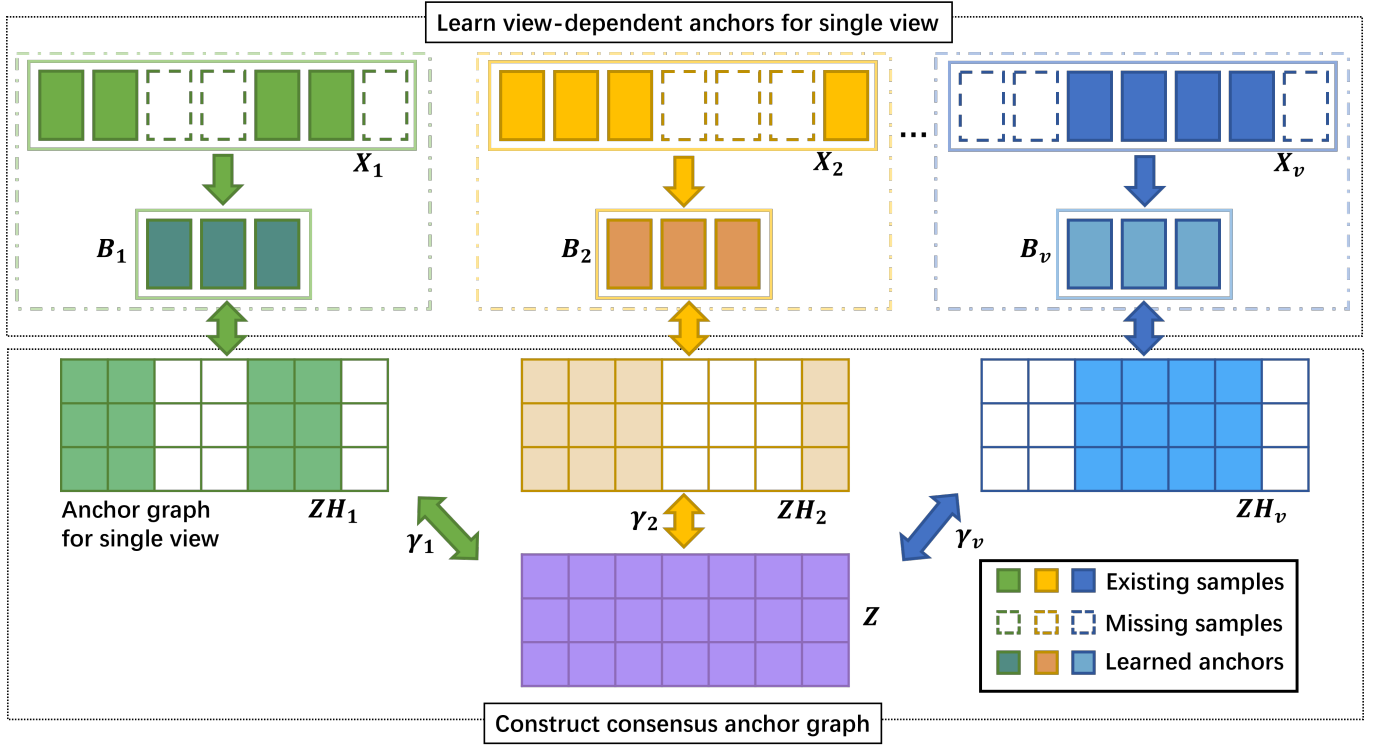 Learn view-dependent anchors for single view
X₁
X₂
...
Xᵥ
B₁
B₂
Bᵥ
Anchor graph
for single view
ZH₁
ZH₂
ZHᵥ
γ₁
γ₂
γᵥ
Z
Existing samples
Missing samples
Learned anchors
Construct consensus anchor graph